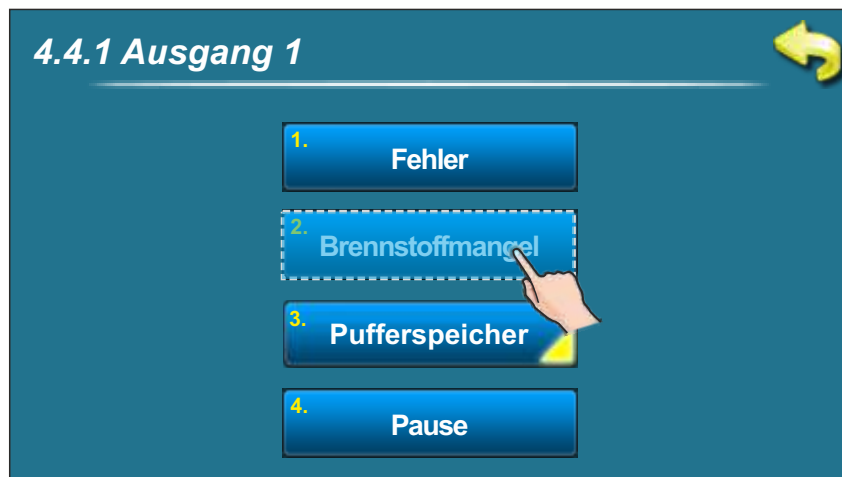 4.4.1 Ausgang 1
1.
Fehler
2.
Brennstoffmangel
3.
Pufferspeicher
4.
Pause